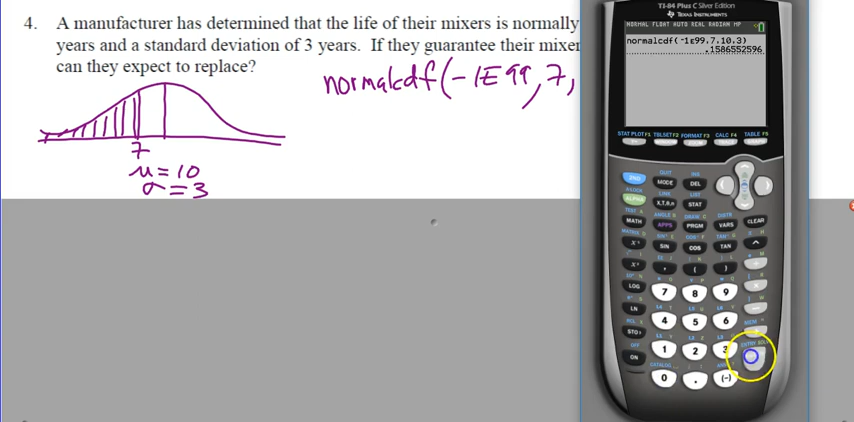 4. A manufacturer has determined that the life of their mixers is normally
years and a standard deviation of 3 years. If they guarantee their mixer
can they expect to replace?
normalcdf(-1E99,7,
7
μ=10
σ=3
TI-84 Plus C Silver Edition
TEXAS INSTRUMENTS
NORMAL FLOAT AUTO REAL RADIAN MP
normalcdf(-1E99,7,10,3)
.1586552596
STAT PLOT F1 TBLSET F2 FORMAT F3 CALC F4 TABLE F5
QUIT INS
2ND MODE DEL
LINK LIST
ALPHA X,T,θ,n STAT
TEST A ANGLE B DRAW C DISTR
MATH APPS PRGM VARS CLEAR
SIN COS TAN ^
, ( )
LOG 7 8 9
LN 4 5 6
STO 1 2 3 ENTRY SOLVE
OFF
ON
CATALOG
0 . (-)